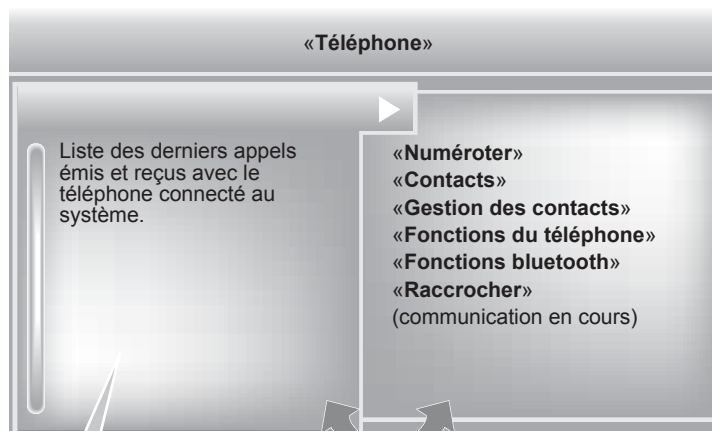 «Téléphone»
Liste des derniers appels
émis et reçus avec le
téléphone connecté au
système.
«Numéroter»
«Contacts»
«Gestion des contacts»
«Fonctions du téléphone»
«Fonctions bluetooth»
«Raccrocher»
(communication en cours)